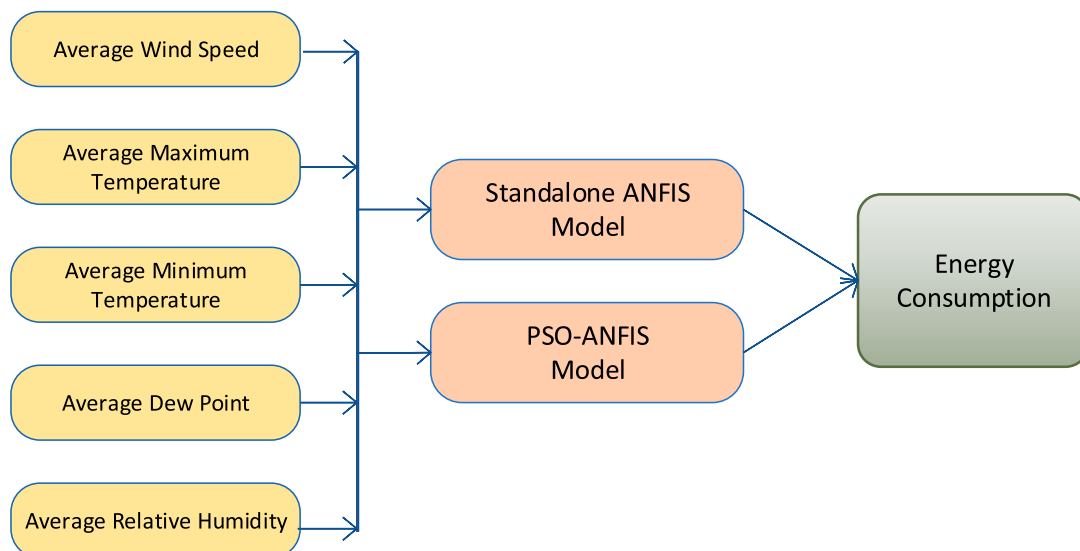 Average Wind Speed
Average Maximum
Temperature
Average Minimum
Temperature
Average Dew Point
Average Relative Humidity
Standalone ANFIS
Model
PSO-ANFIS
Model
Energy
Consumption